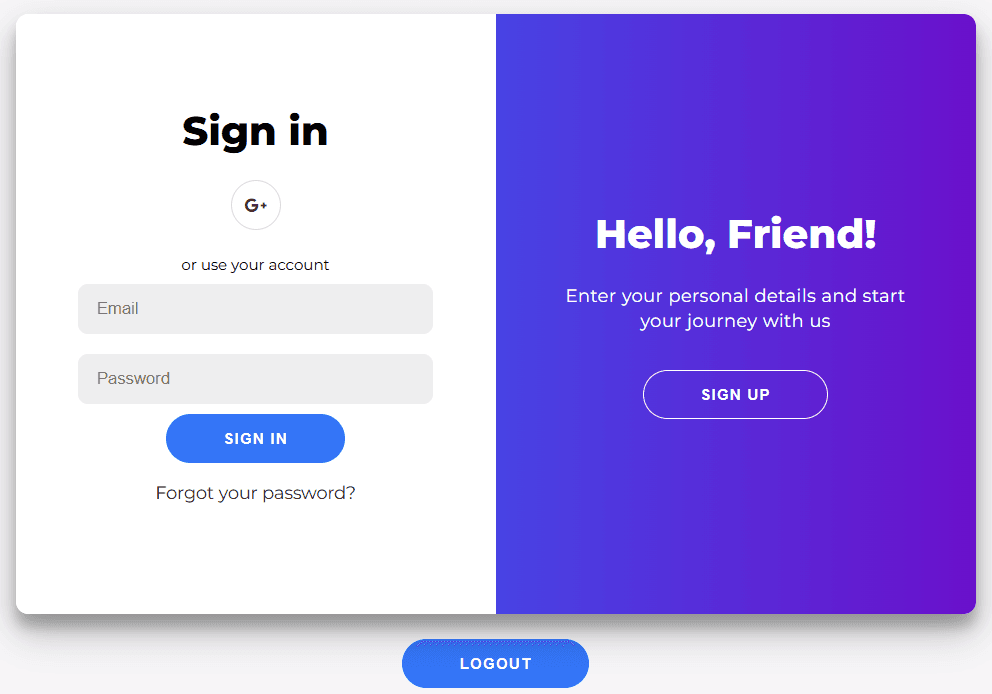 Sign in
G+
or use your account
Email
Password
SIGN IN
Forgot your password?
Hello, Friend!
Enter your personal details and start
your journey with us
SIGN UP
LOGOUT